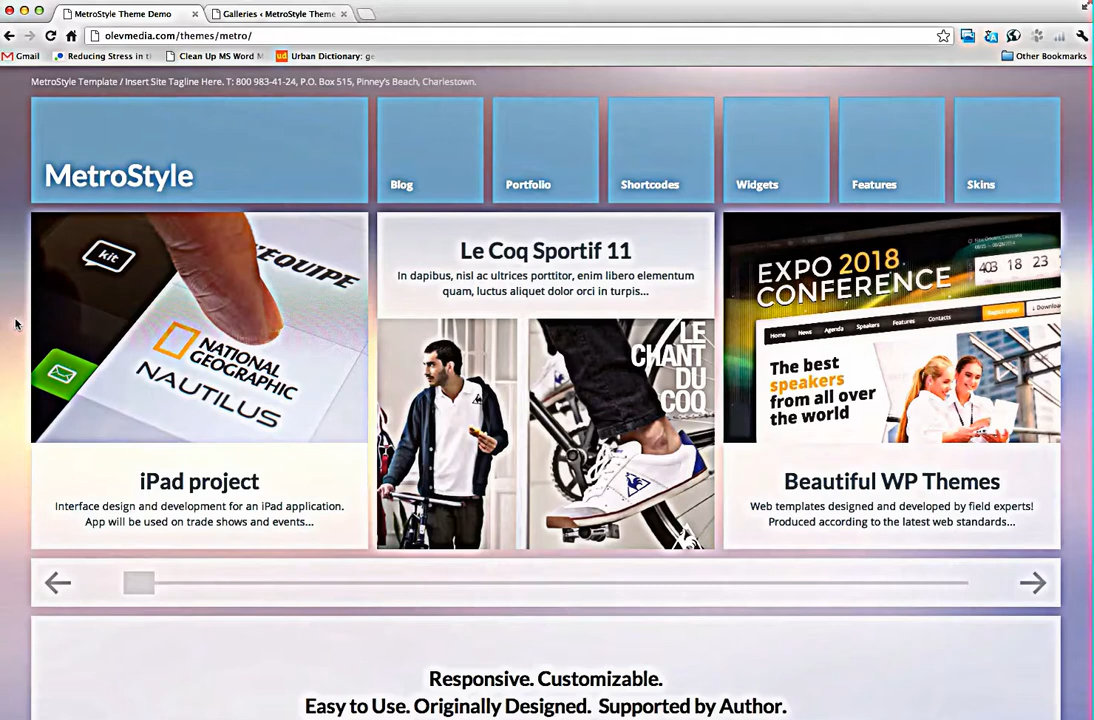 MetroStyle Theme Demo
Galleries ‹ MetroStyle Theme
olevmedia.com/themes/metro/
Gmail
Reducing Stress in t
Clean Up MS Word M
ud Urban Dictionary: ge
Other Bookmarks
MetroStyle Template / Insert Site Tagline Here. T: 800 983-41-24, P.O. Box 515, Pinney's Beach, Charlestown.
MetroStyle
Blog
Portfolio
Shortcodes
Widgets
Features
Skins
kit
L'EQUIPE
NATIONAL
GEOGRAPHIC
NAUTILUS
iPad project
Interface design and development for an iPad application.
App will be used on trade shows and events...
Le Coq Sportif 11
In dapibus, nisl ac ultrices porttitor, enim libero elementum
quam, luctus aliquet dolor orci in turpis...
LE
CHANT
DU
COQ
EXPO 2018
CONFERENCE
403 18 23
Registration
Downloa
Home News Agenda Speakers Features Contacts
The best
speakers
from all over
the world
Beautiful WP Themes
Web templates designed and developed by field experts!
Produced according to the latest web standards...
Responsive. Customizable.
Easy to Use. Originally Designed. Supported by Author.